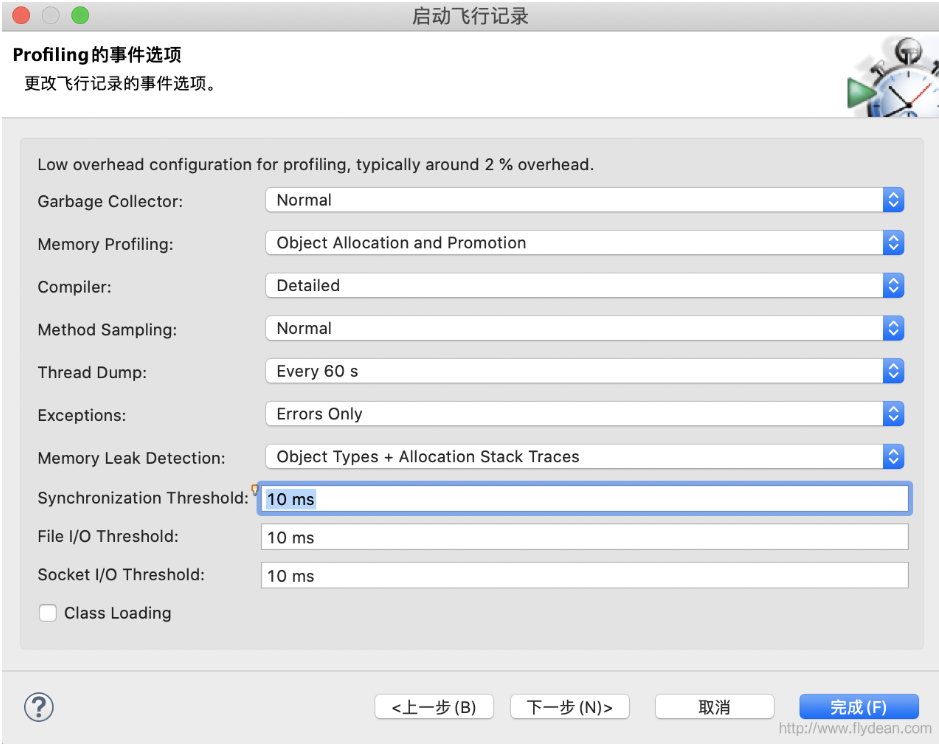 启动飞行记录
Profiling的事件选项
更改飞行记录的事件选项。
Low overhead configuration for profiling, typically around 2 % overhead.
Garbage Collector: Normal
Memory Profiling: Object Allocation and Promotion
Compiler: Detailed
Method Sampling: Normal
Thread Dump: Every 60 s
Exceptions: Errors Only
Memory Leak Detection: Object Types + Allocation Stack Traces
Synchronization Threshold: 10 ms
File I/O Threshold: 10 ms
Socket I/O Threshold: 10 ms
Class Loading
? <上一步(B) 下一步(N)> 取消 完成(F)
http://www.flydean.com